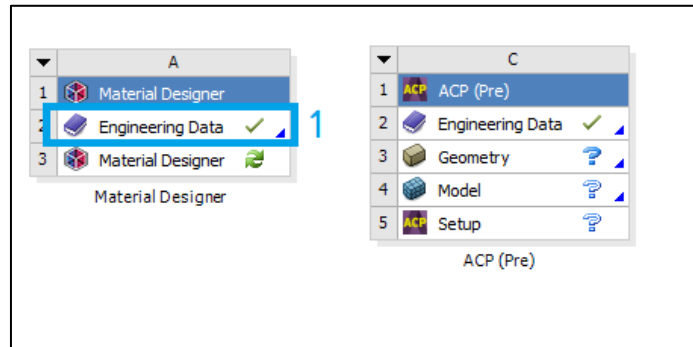 A
1 Material Designer
2 Engineering Data 1
3 Material Designer
Material Designer
C
1 ACP ACP (Pre)
2 Engineering Data
3 Geometry ?
4 Model ?
5 ACP Setup ?
ACP (Pre)